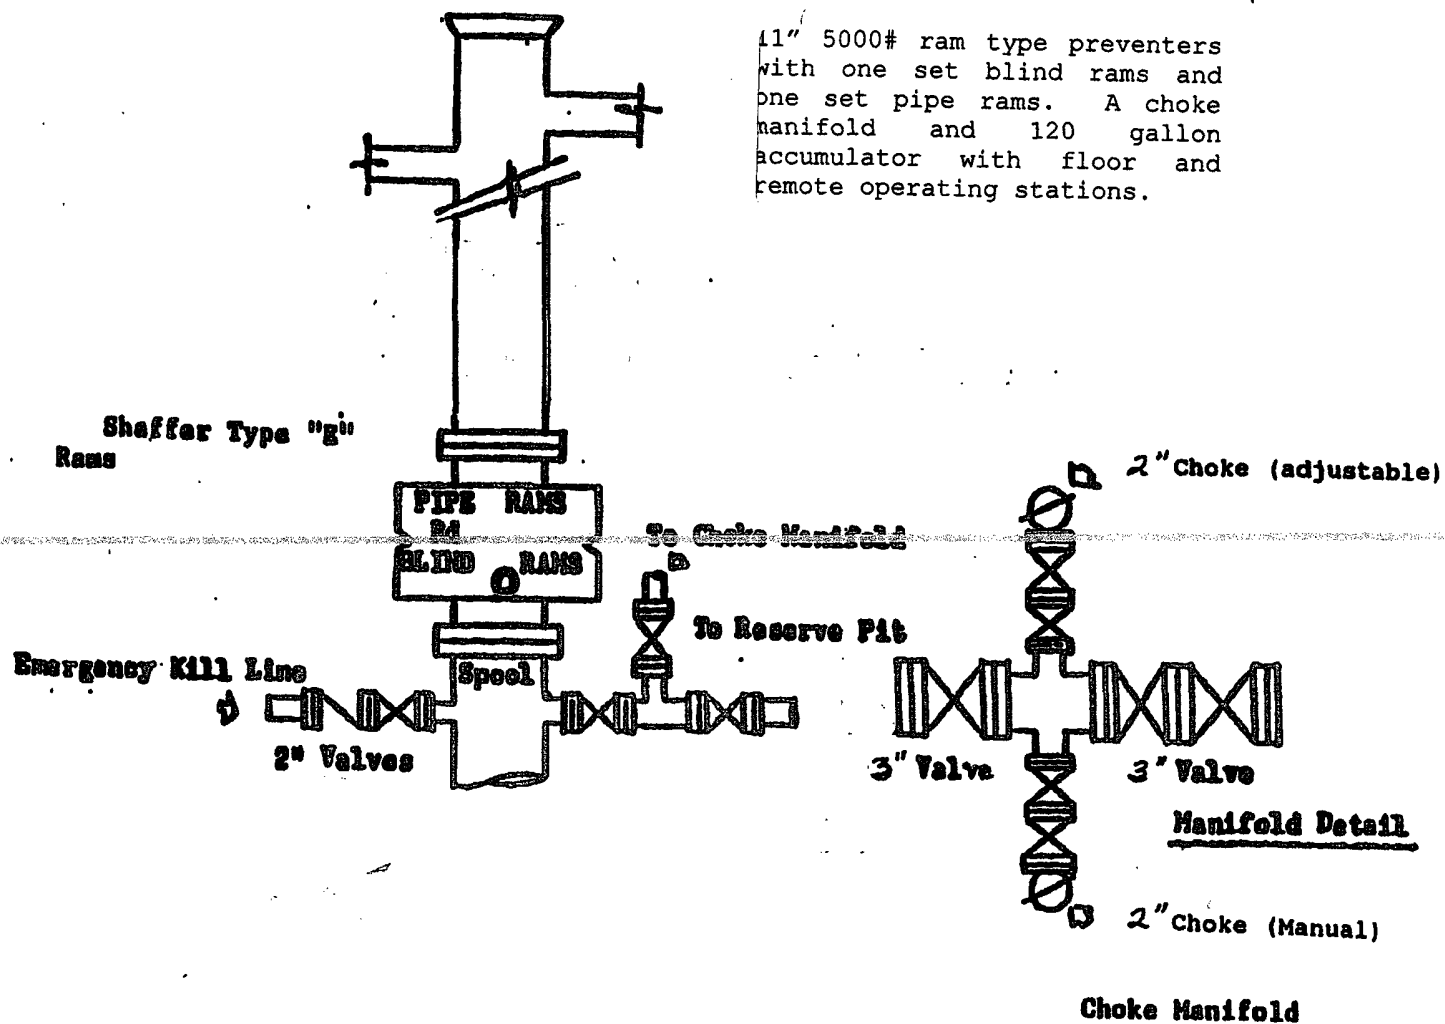 11" 5000# ram type preventers
with one set blind rams and
one set pipe rams. A choke
manifold and 120 gallon
accumulator with floor and
remote operating stations.
Shaffer Type "E"
Rams
PIPE RAMS
BLIND RAMS
To Choke Manifold
To Reserve Pit
Emergency Kill Line
Spool
2" Valves
2" Choke (adjustable)
3" Valve
3" Valve
Manifold Detail
2" Choke (Manual)
Choke Manifold